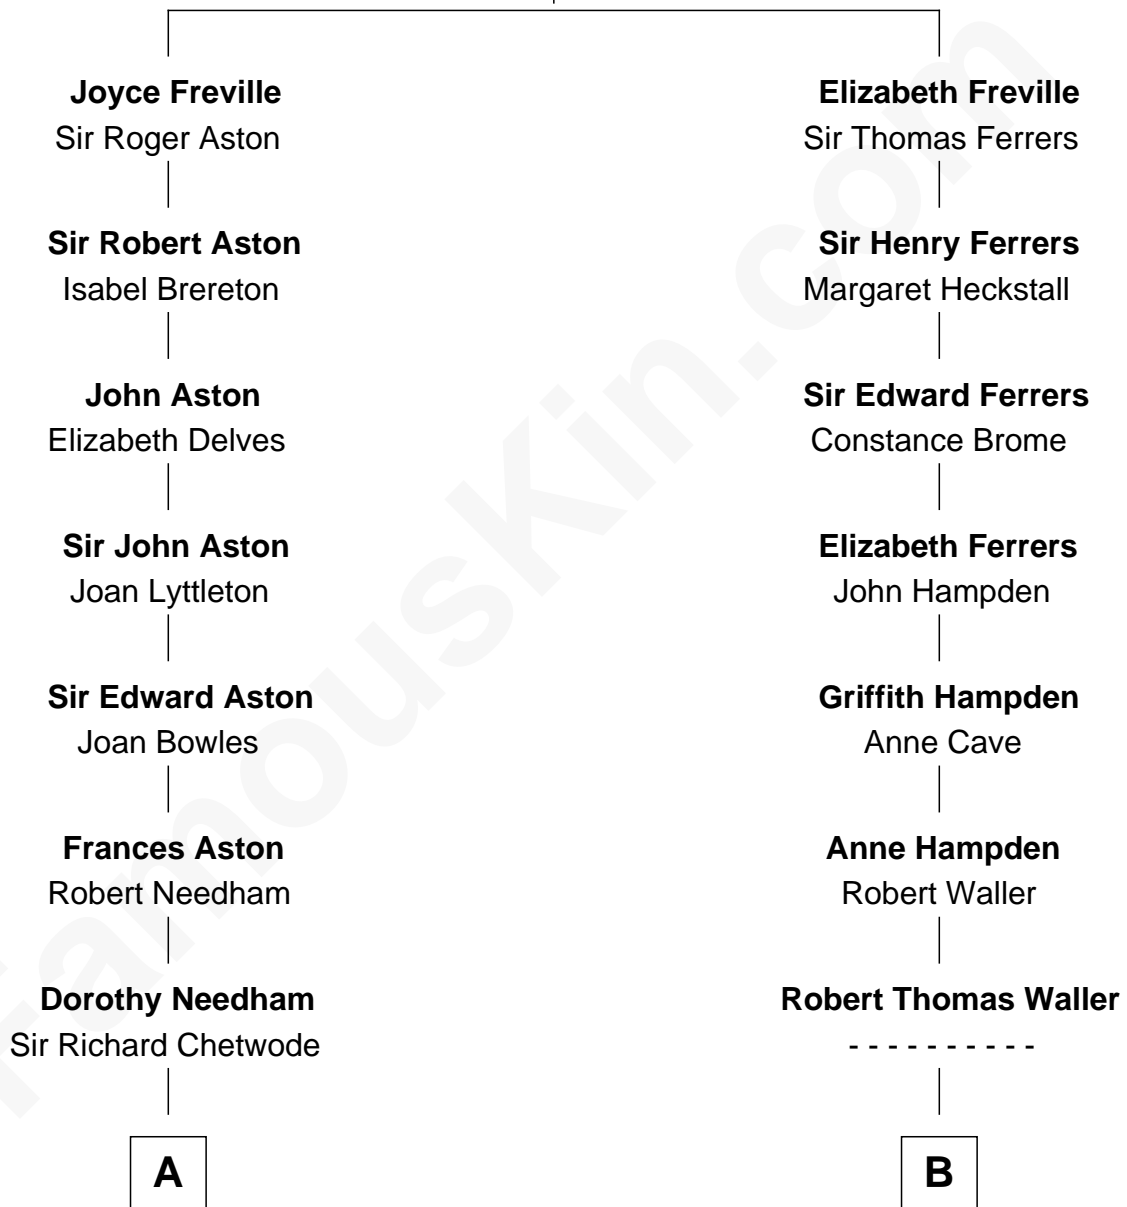 Joyce Freville
Sir Roger Aston
Sir Robert Aston
Isabel Brereton
John Aston
Elizabeth Delves
Sir John Aston
Joan Lyttleton
Sir Edward Aston
Joan Bowles
Frances Aston
Robert Needham
Dorothy Needham
Sir Richard Chetwode
A
Elizabeth Freville
Sir Thomas Ferrers
Sir Henry Ferrers
Margaret Heckstall
Sir Edward Ferrers
Constance Brome
Elizabeth Ferrers
John Hampden
Griffith Hampden
Anne Cave
Anne Hampden
Robert Waller
Robert Thomas Waller
- - - - - - - - - -
B
FamousKin.com